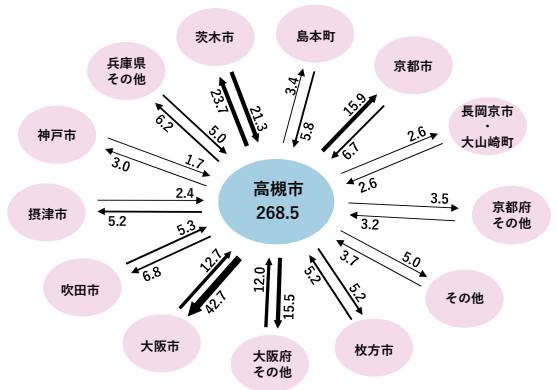 茨木市
島本町
兵庫県
その他
京都市
長岡京市
・
大山崎町
神戸市
摂津市
京都府
その他
吹田市
その他
大阪市
大阪府
その他
枚方市
高槻市
268.5
23.7
21.3
3.4
5.8
15.9
6.7
2.6
2.6
3.5
3.2
5.0
3.7
5.2
5.2
12.0
15.5
12.7
42.7
5.3
6.8
2.4
5.2
1.7
3.0
5.0
6.2